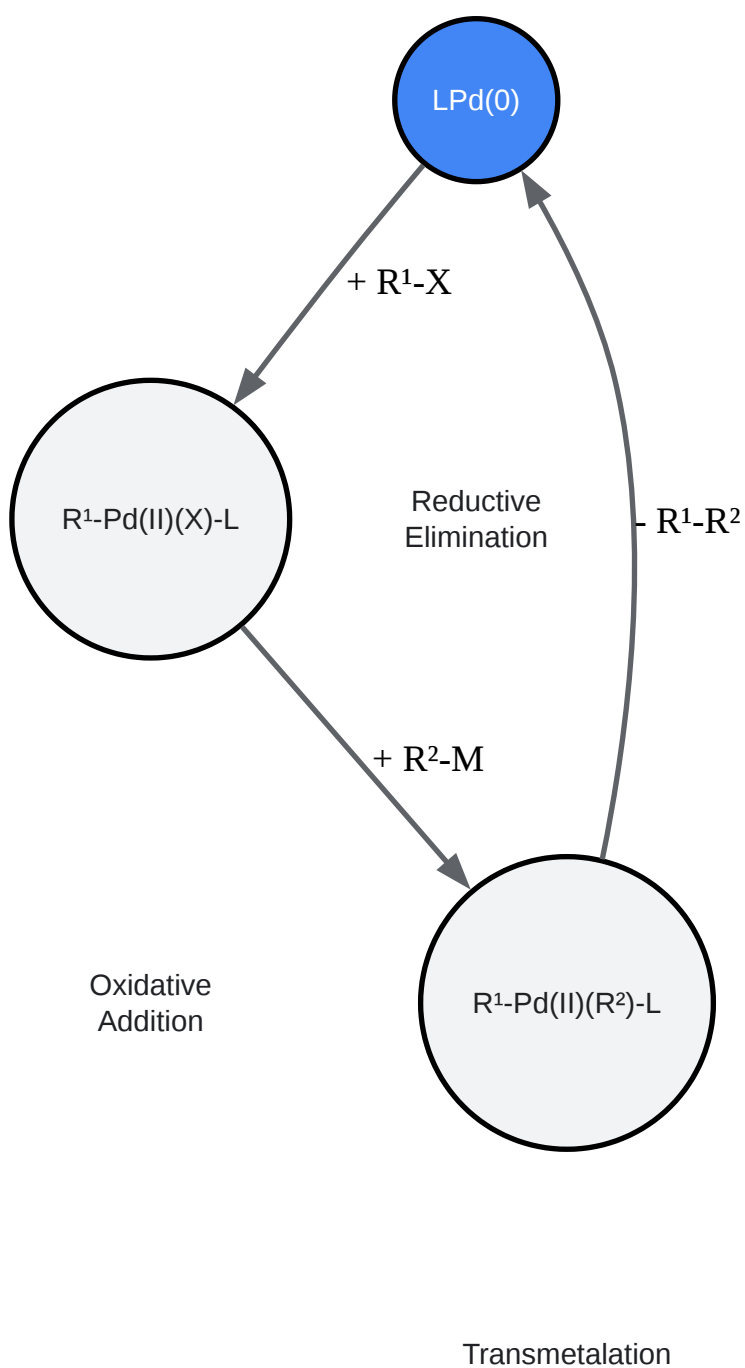 LPd(0)
+ R¹-X
R¹-Pd(II)(X)-L
Reductive
Elimination
- R¹-R²
+ R²-M
Oxidative
Addition
R¹-Pd(II)(R²)-L
Transmetalation